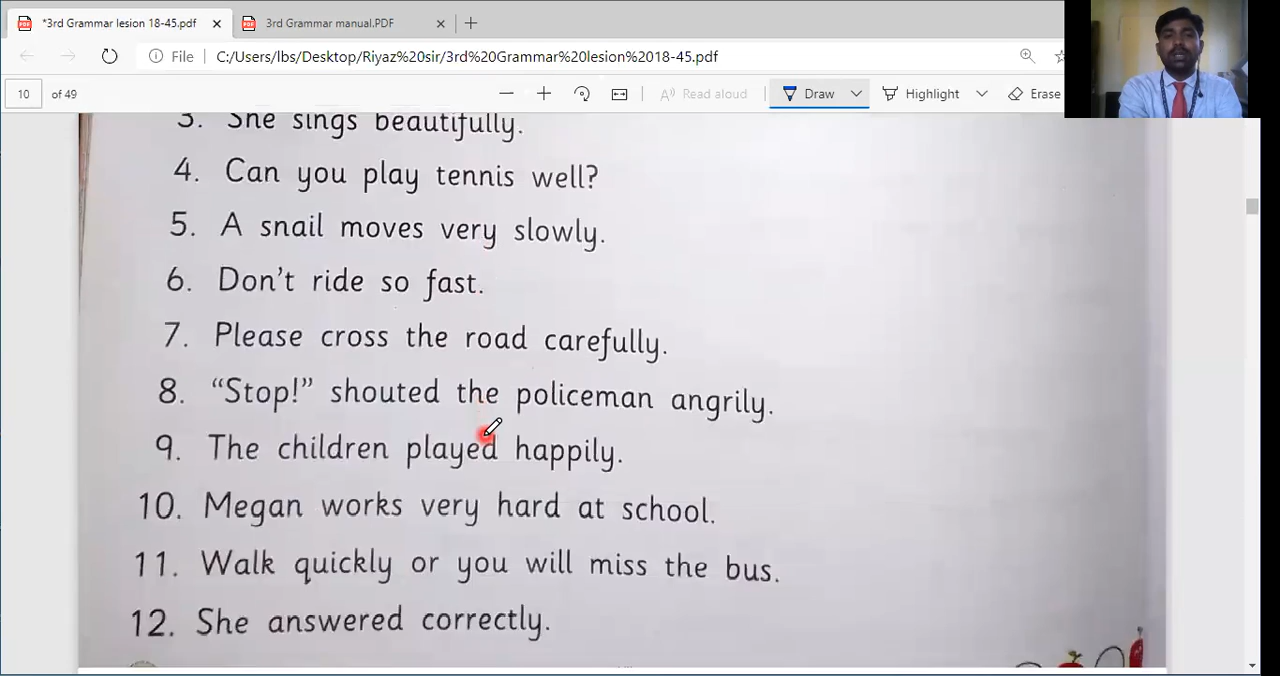 *3rd Grammar lesion 18-45.pdf
3rd Grammar manual.PDF
File C:/Users/lbs/Desktop/Riyaz%20sir/3rd%20Grammar%20lesion%2018-45.pdf
10 of 49 Read aloud Draw Highlight Erase
3. She sings beautifully.
4. Can you play tennis well?
5. A snail moves very slowly.
6. Don't ride so fast.
7. Please cross the road carefully.
8. “Stop!” shouted the policeman angrily.
9. The children played happily.
10. Megan works very hard at school.
11. Walk quickly or you will miss the bus.
12. She answered correctly.